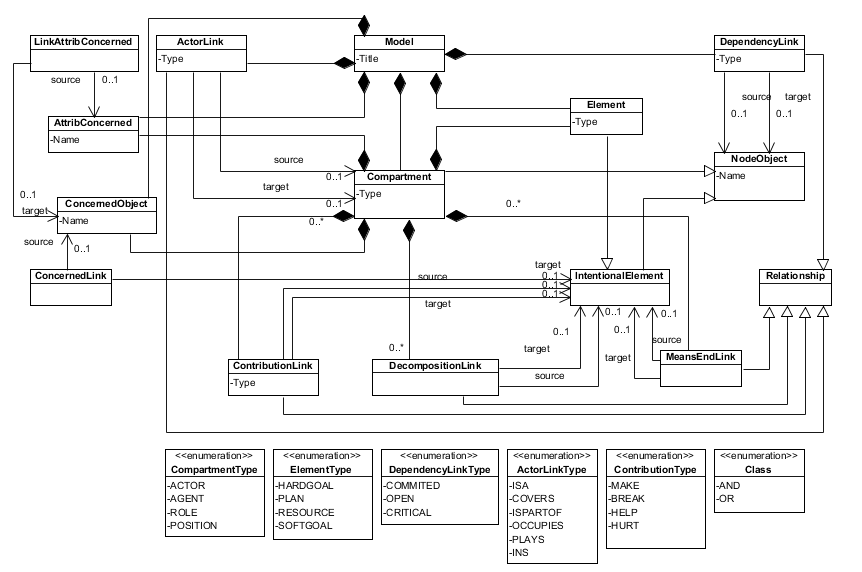 LinkAttribConcerned
ActorLink
-Type
Model
-Title
DependencyLink
-Type
source
0..1
source
target
0..1
0..1
Element
-Type
AttribConcerned
-Name
source
0..1
target
0..1
Compartment
-Type
NodeObject
-Name
0..1
target
ConcernedObject
-Name
0..*
0..*
source
0..1
ConcernedLink
source
target
0..1
0..1
0..1
target
IntentionalElement
Relationship
0..1
0..1
0..1
0..1
source
target
0..*
target
source
ContributionLink
-Type
DecompositionLink
MeansEndLink
<<enumeration>>
CompartmentType
-ACTOR
-AGENT
-ROLE
-POSITION
<<enumeration>>
ElementType
-HARDGOAL
-PLAN
-RESOURCE
-SOFTGOAL
<<enumeration>>
DependencyLinkType
-COMMITED
-OPEN
-CRITICAL
<<enumeration>>
ActorLinkType
-ISA
-COVERS
-ISPARTOF
-OCCUPIES
-PLAYS
-INS
<<enumeration>>
ContributionType
-MAKE
-BREAK
-HELP
-HURT
<<enumeration>>
Class
-AND
-OR